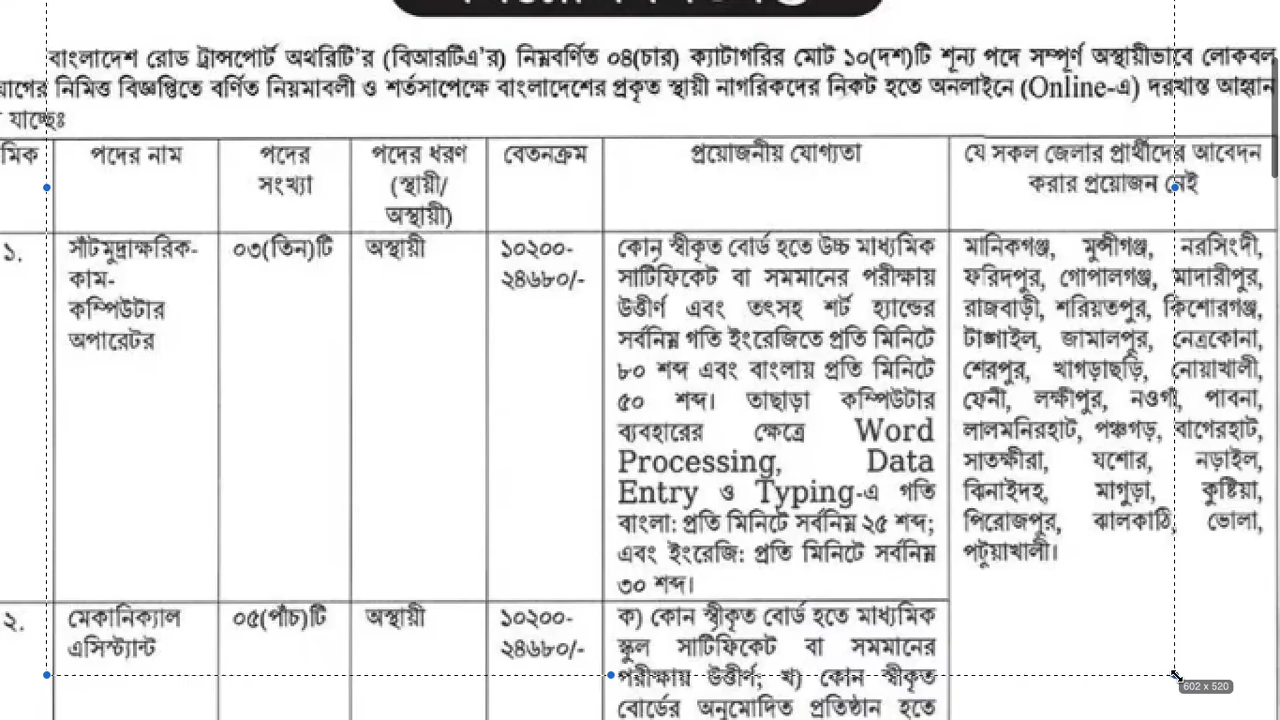 বাংলাদেশ রোড ট্রান্সপোর্ট অথরিটি'র (বিআরটিএ'র) নিম্নবর্ণিত ০৪(চার) ক্যাটাগরির মোট ১০(দশ)টি শূন্য পদে সম্পূর্ণ অস্থায়ীভাবে লোকবল
নিমিত্ত বিজ্ঞপ্তিতে বর্ণিত নিয়মাবলী ও শর্তসাপেক্ষে বাংলাদেশের প্রকৃত স্থায়ী নাগরিকদের নিকট হতে অনলাইনে (Online-এ) দরখাস্ত আহ্বান
যাচ্ছেঃ
মিক
পদের নাম
পদের
সংখ্যা
পদের ধরণ
(স্থায়ী/
অস্থায়ী)
বেতনক্রম
প্রয়োজনীয় যোগ্যতা
যে সকল জেলার প্রার্থীদের আবেদন
করার প্রয়োজন নেই
১.
সাঁটমুদ্রাক্ষরিক-
কাম-
কম্পিউটার
অপারেটর
০৩(তিন)টি
অস্থায়ী
১০২০০-
২৪৬৮০/-
কোন স্বীকৃত বোর্ড হতে উচ্চ মাধ্যমিক
সার্টিফিকেট বা সমমানের পরীক্ষায়
উত্তীর্ণ এবং তৎসহ শর্ট হ্যান্ডের
সর্বনিম্ন গতি ইংরেজিতে প্রতি মিনিটে
৮০ শব্দ এবং বাংলায় প্রতি মিনিটে
৫০ শব্দ। তাছাড়া কম্পিউটার
ব্যবহারের ক্ষেত্রে Word
Processing, Data
Entry ও Typing-এ গতি
বাংলা: প্রতি মিনিটে সর্বনিম্ন ২৫ শব্দ;
এবং ইংরেজি: প্রতি মিনিটে সর্বনিম্ন
৩০ শব্দ।
মানিকগঞ্জ, মুন্সীগঞ্জ, নরসিংদী,
ফরিদপুর, গোপালগঞ্জ, মাদারীপুর,
রাজবাড়ী, শরিয়তপুর, কিশোরগঞ্জ,
টাঙ্গাইল, জামালপুর, নেত্রকোনা,
শেরপুর, খাগড়াছড়ি, নোয়াখালী,
ফেনী, লক্ষীপুর, নওগাঁ, পাবনা,
লালমনিরহাট, পঞ্চগড়, বাগেরহাট,
সাতক্ষীরা, যশোর, নড়াইল,
ঝিনাইদহ, মাগুড়া, কুষ্টিয়া,
পিরোজপুর, ঝালকাঠি, ভোলা,
পটুয়াখালী।
২.
মেকানিক্যাল
এসিস্ট্যান্ট
০৫(পাঁচ)টি
অস্থায়ী
১০২০০-
২৪৬৮০/-
ক) কোন স্বীকৃত বোর্ড হতে মাধ্যমিক
স্কুল সার্টিফিকেট বা সমমানের
পরীক্ষায় উত্তীর্ণ; খ) কোন স্বীকৃত
বোর্ডের অনুমোদিত প্রতিষ্ঠান হতে
602 x 520